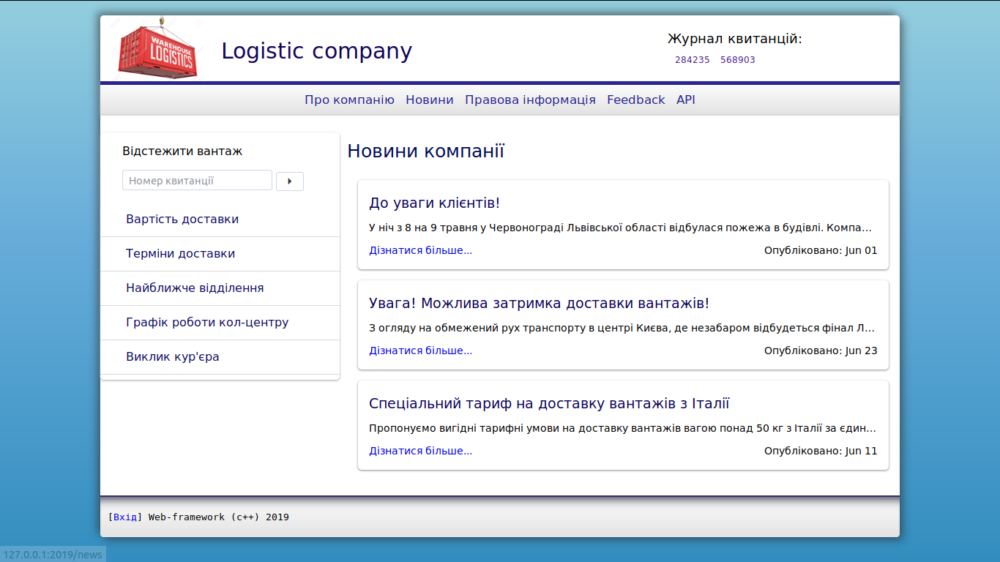 WAREHOUSE
LOGISTICS
Logistic company
Журнал квитанцій:
284235 568903
Про компанію Новини Правова інформація Feedback API
Відстежити вантаж
Номер квитанції
Вартість доставки
Терміни доставки
Найближче відділення
Графік роботи кол-центру
Виклик кур'єра
Новини компанії
До уваги клієнтів!
У ніч з 8 на 9 травня у Червонограді Львівської області відбулася пожежа в будівлі. Компа...
Дізнатися більше... Опубліковано: Jun 01
Увага! Можлива затримка доставки вантажів!
З огляду на обмежений рух транспорту в центрі Києва, де незабаром відбудеться фінал Л...
Дізнатися більше... Опубліковано: Jun 23
Спеціальний тариф на доставку вантажів з Італії
Пропонуємо вигідні тарифні умови на доставку вантажів вагою понад 50 кг з Італії за єдин...
Дізнатися більше... Опубліковано: Jun 11
[Вхід] Web-framework (c++) 2019
127.0.0.1:2019/news